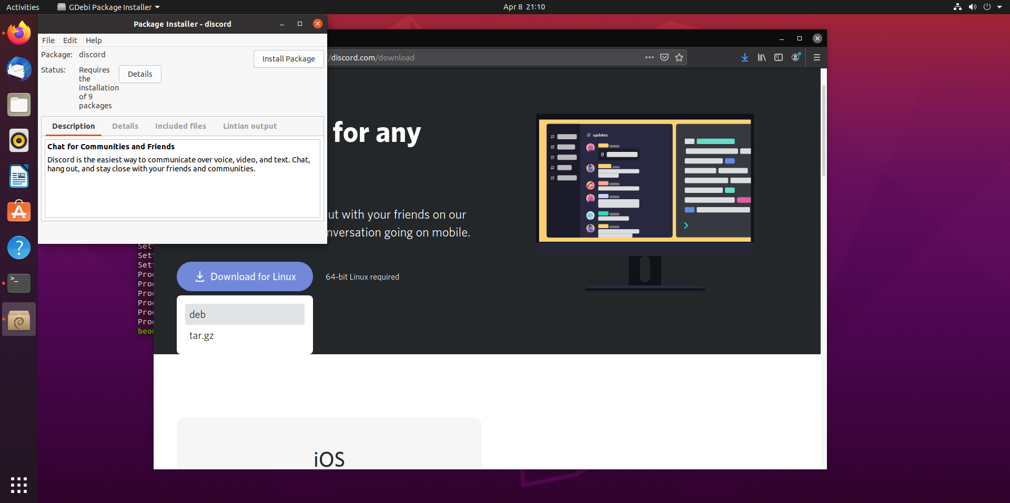 Activities
GDebi Package Installer
Apr 8 21:10
Package Installer - discord
File Edit Help
Package: discord
Install Package
Status: Requires
the
installation
of 9
packages
Details
Description Details Included files Lintian output
Chat for Communities and Friends
Discord is the easiest way to communicate over voice, video, and text. Chat,
hang out, and stay close with your friends and communities.
/discord.com/download
for any
ut with your friends on our
nversation going on mobile.
# updates
Download for Linux
64-bit Linux required
deb
tar.gz
iOS
Set
Set
Set
Proc
Proc
Proc
Proc
Proc
Proc
beo